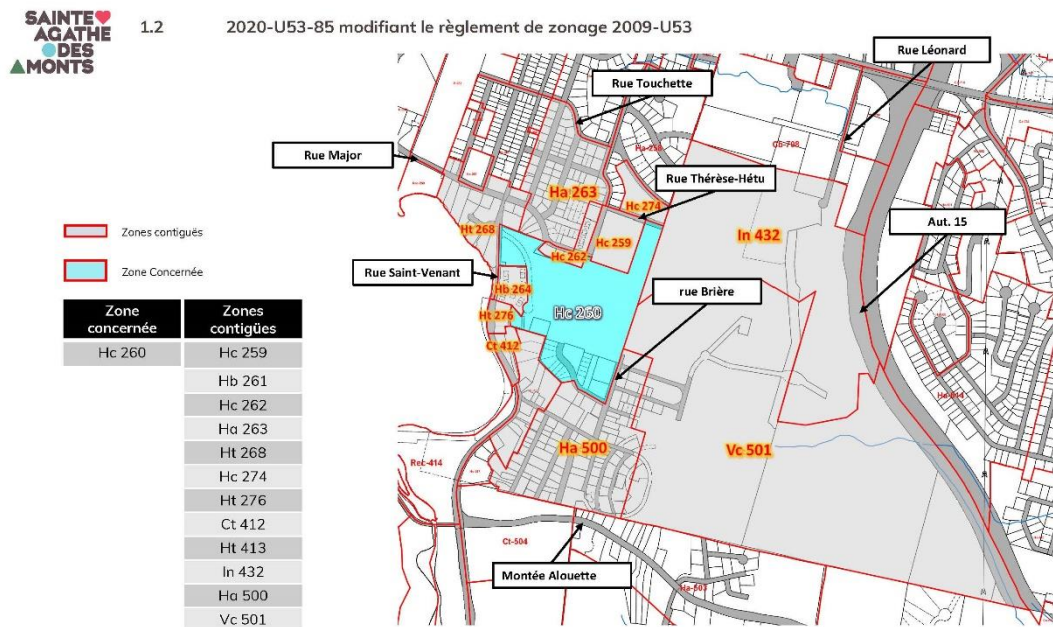 SAINTE
AGATHE
DES
MONTS
1.2 2020-U53-85 modifiant le règlement de zonage 2009-U53
Rue Léonard
Rue Touchette
Rue Major
Rue Thérèse-Hétu
Aut. 15
Rue Saint-Venant
rue Brière
Montée Alouette
Ha 263
Hc 274
Hc 259
In 432
Ht 268
Hc 262
Hb 264
Hc 260
Ht 276
Ct 412
Ha 500
Vc 501
Ct-504
Zones contiguës
Zone Concernée
Zone concernée
Zones contigües
Hc 260
Hc 259
Hb 261
Hc 262
Ha 263
Ht 268
Hc 274
Ht 276
Ct 412
Ht 413
In 432
Ha 500
Vc 501